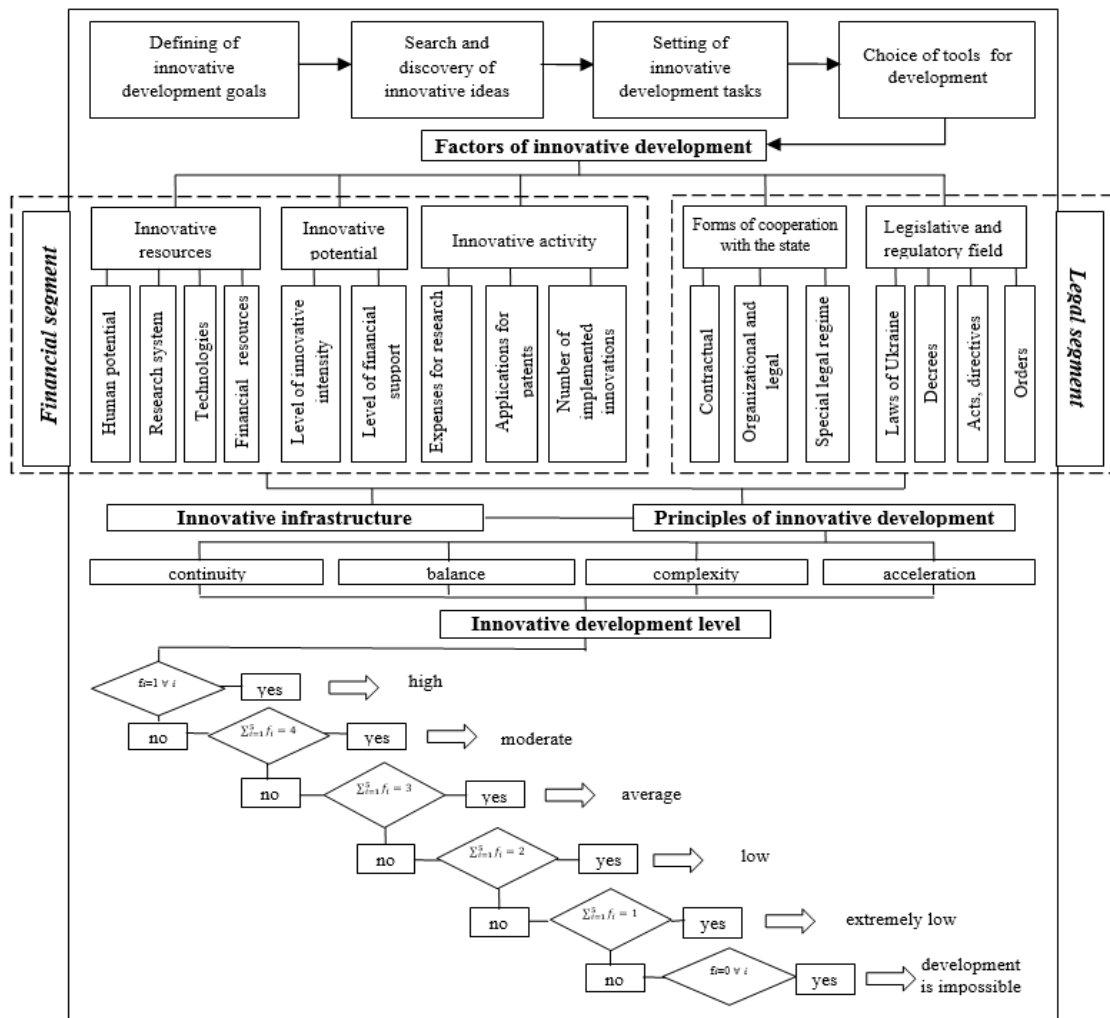 Defining of
innovative
development goals
Search and
discovery of
innovative ideas
Setting of
innovative
development tasks
Choice of tools for
development
Factors of innovative development
Financial segment
Innovative
resources
Innovative
potential
Innovative activity
Forms of cooperation
with the state
Legislative and
regulatory field
Legal segment
Human potential
Research system
Technologies
Financial resources
Level of innovative
intensity
Level of financial
support
Expenses for research
Applications for
patents
Number of
implemented
innovations
Contractual
Organizational and
legal
Special legal regime
Laws of Ukraine
Decrees
Acts, directives
Orders
Innovative infrastructure
Principles of innovative development
continuity
balance
complexity
acceleration
Innovative development level
fi=1 ∀ i
yes
high
no
∑⁵ᵢ₌₁ fᵢ = 4
yes
moderate
no
∑⁵ᵢ₌₁ fᵢ = 3
yes
average
no
∑⁵ᵢ₌₁ fᵢ = 2
yes
low
no
∑⁵ᵢ₌₁ fᵢ = 1
yes
extremely low
no
fi=0 ∀ i
yes
development
is impossible